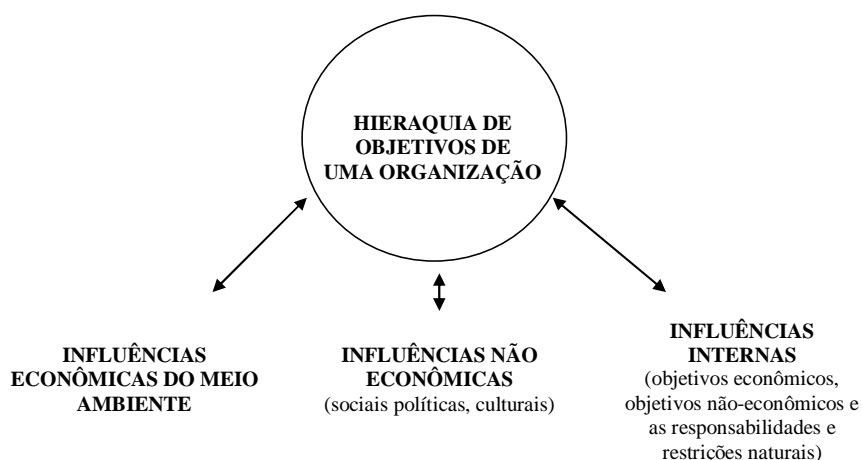 HIERAQUIA DE
OBJETIVOS DE
UMA ORGANIZAÇÃO
INFLUÊNCIAS
ECONÔMICAS DO MEIO
AMBIENTE
INFLUÊNCIAS NÃO
ECONÔMICAS
(sociais políticas, culturais)
INFLUÊNCIAS
INTERNAS
(objetivos econômicos,
objetivos não-econômicos e
as responsabilidades e
restrições naturais)